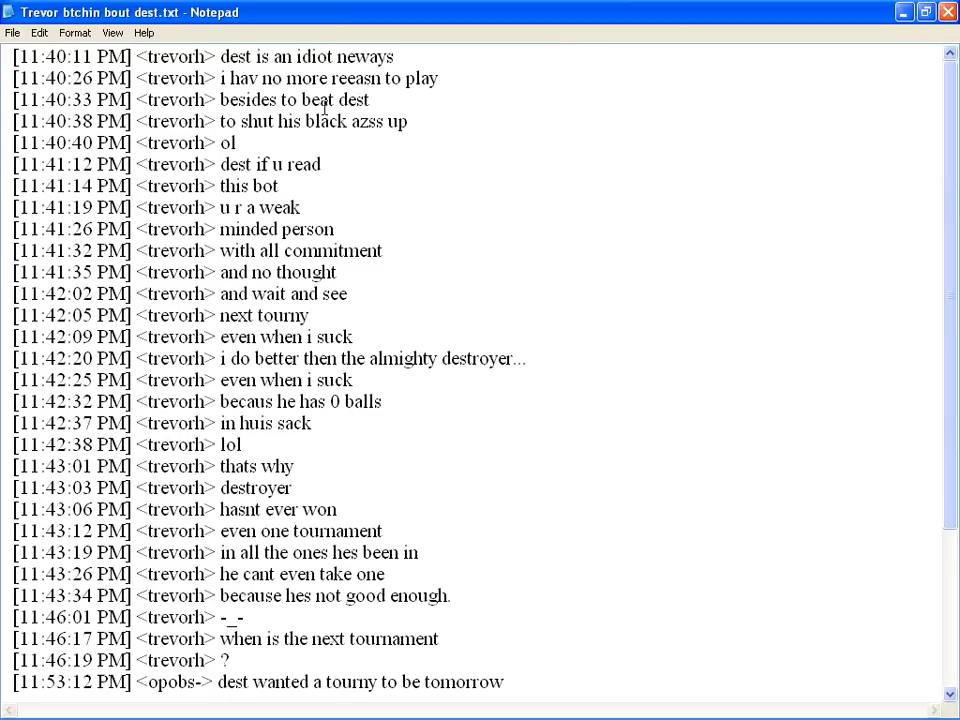 Trevor btchin bout dest.txt - Notepad
File Edit Format View Help
[11:40:11 PM] <trevorh> dest is an idiot neways
[11:40:26 PM] <trevorh> i hav no more reeasn to play
[11:40:33 PM] <trevorh> besides to beat dest
[11:40:38 PM] <trevorh> to shut his black azss up
[11:40:40 PM] <trevorh> ol
[11:41:12 PM] <trevorh> dest if u read
[11:41:14 PM] <trevorh> this bot
[11:41:19 PM] <trevorh> u r a weak
[11:41:26 PM] <trevorh> minded person
[11:41:32 PM] <trevorh> with all commitment
[11:41:35 PM] <trevorh> and no thought
[11:42:02 PM] <trevorh> and wait and see
[11:42:05 PM] <trevorh> next tourny
[11:42:09 PM] <trevorh> even when i suck
[11:42:20 PM] <trevorh> i do better then the almighty destroyer...
[11:42:25 PM] <trevorh> even when i suck
[11:42:32 PM] <trevorh> becaus he has 0 balls
[11:42:37 PM] <trevorh> in huis sack
[11:42:38 PM] <trevorh> lol
[11:43:01 PM] <trevorh> thats why
[11:43:03 PM] <trevorh> destroyer
[11:43:06 PM] <trevorh> hasnt ever won
[11:43:12 PM] <trevorh> even one tournament
[11:43:19 PM] <trevorh> in all the ones hes been in
[11:43:26 PM] <trevorh> he cant even take one
[11:43:34 PM] <trevorh> because hes not good enough.
[11:46:01 PM] <trevorh> -_-
[11:46:17 PM] <trevorh> when is the next tournament
[11:46:19 PM] <trevorh> ?
[11:53:12 PM] <opobs-> dest wanted a tourny to be tomorrow